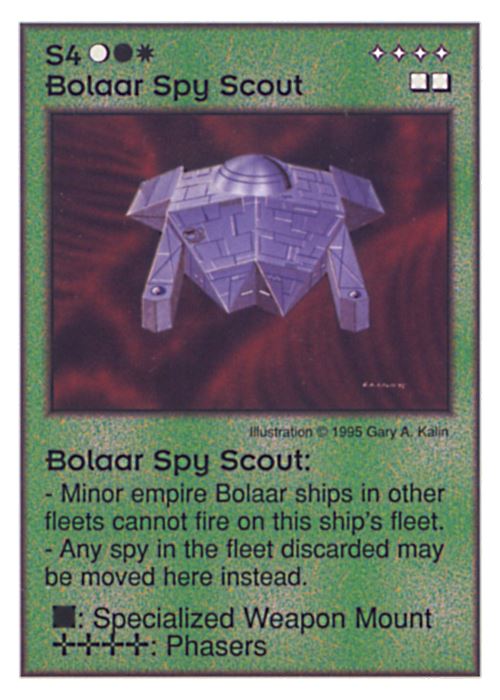 S4
Bolaar Spy Scout
Illustration © 1995 Gary A. Kalin
Bolaar Spy Scout:
- Minor empire Bolaar ships in other
fleets cannot fire on this ship's fleet.
- Any spy in the fleet discarded may
be moved here instead.
: Specialized Weapon Mount
: Phasers